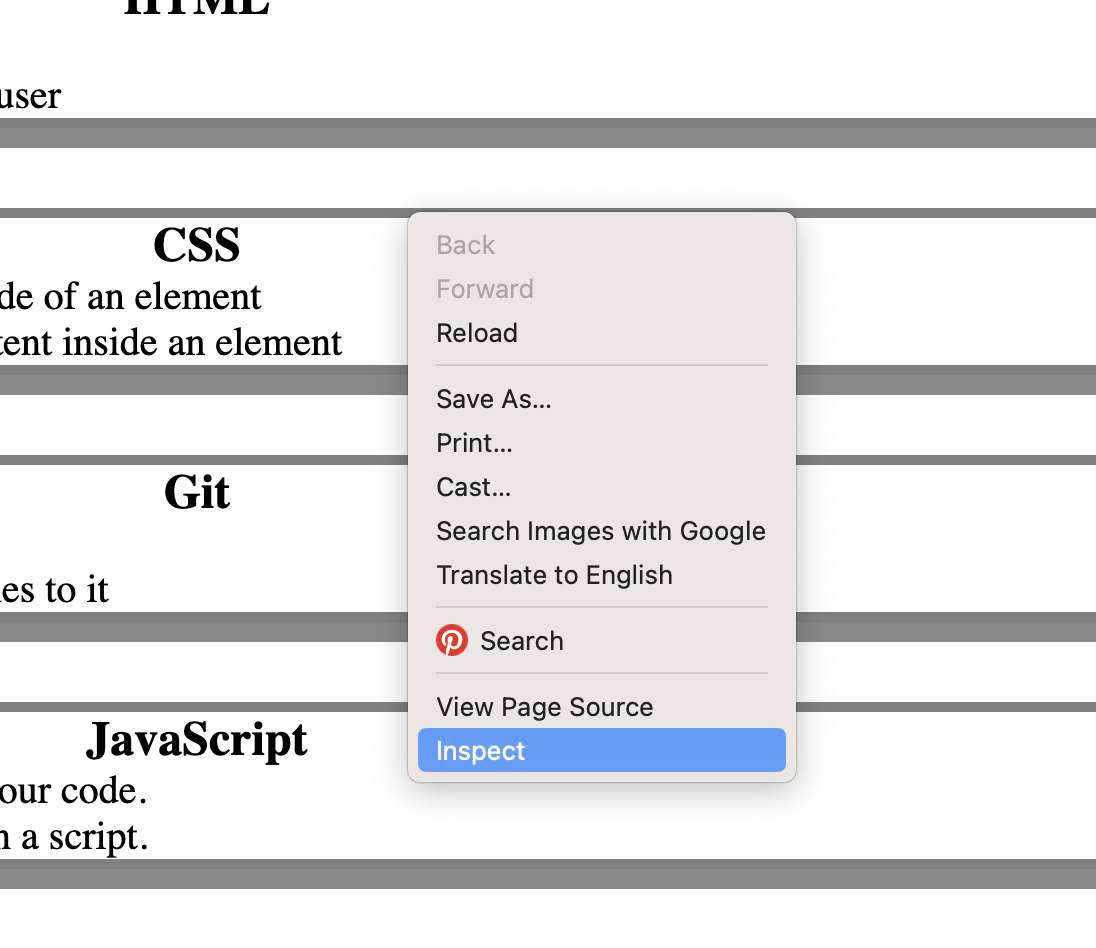 HTML
user
CSS
de of an element
tent inside an element
Git
es to it
JavaScript
our code.
a script.
Back
Forward
Reload
Save As...
Print...
Cast...
Search Images with Google
Translate to English
Search
View Page Source
Inspect